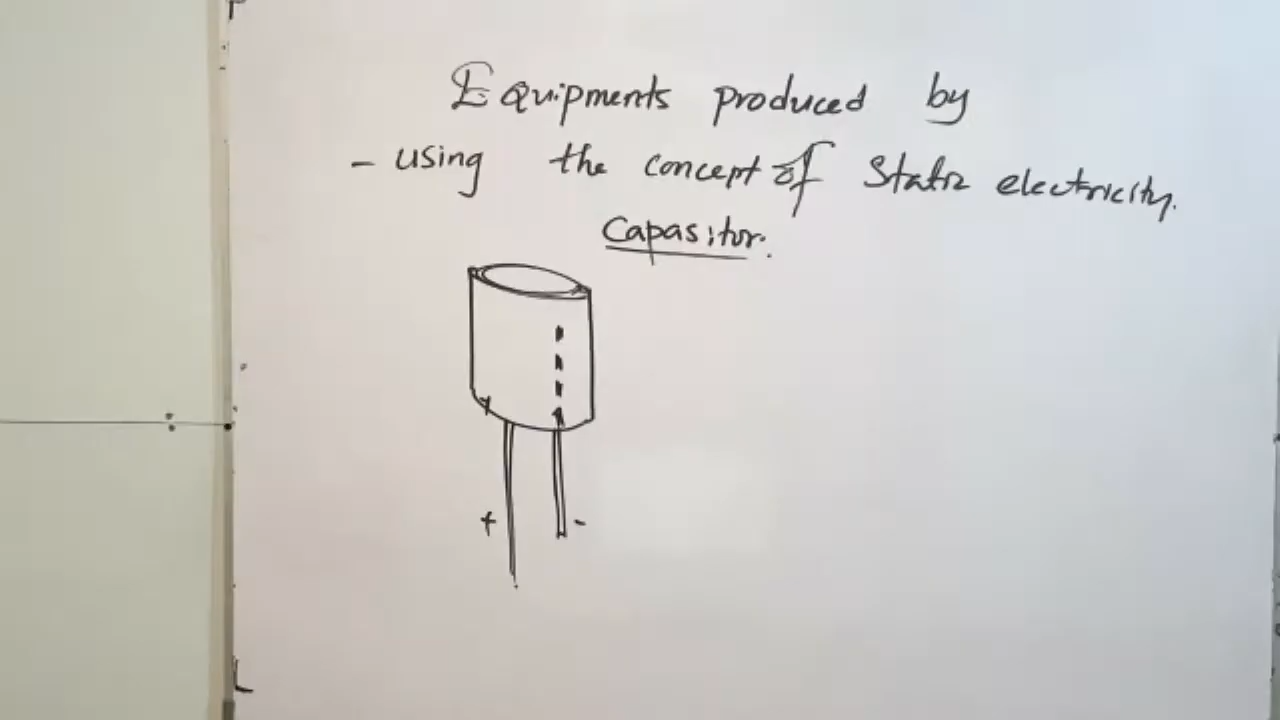 Equipments produced by
- using the concept of Static electricity.
Capasitor.
+ -